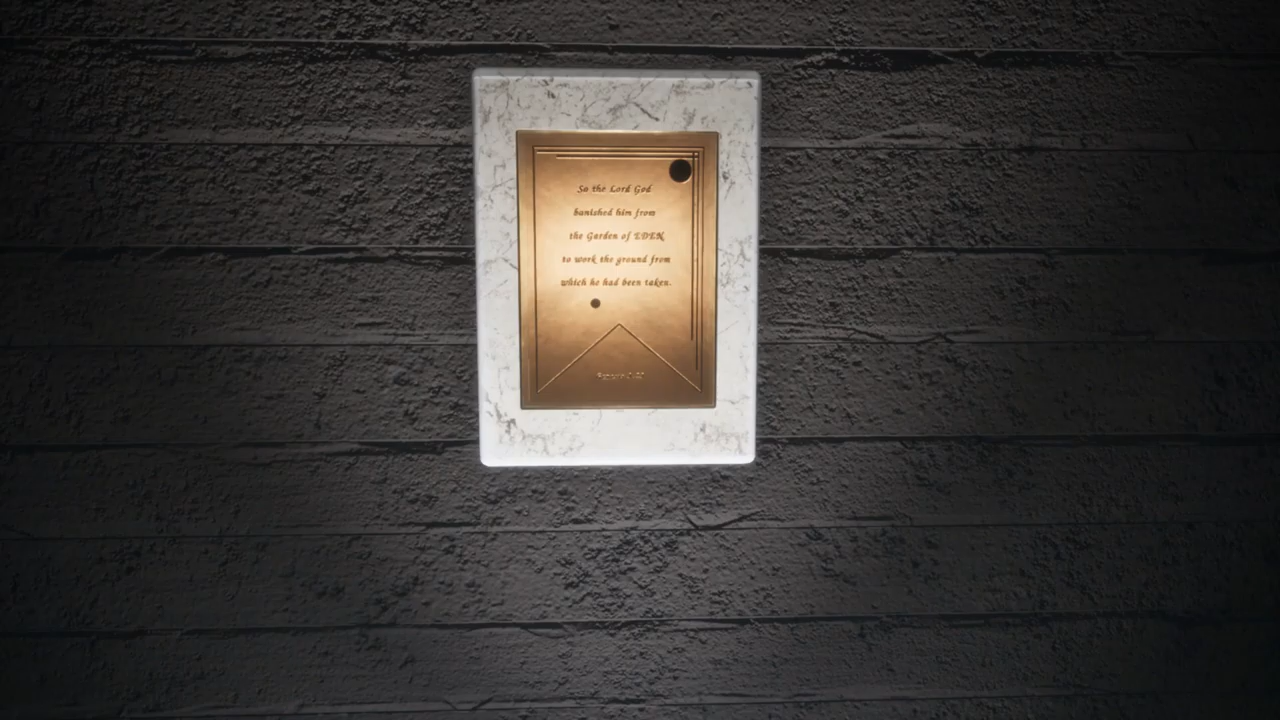 So the Lord God
banished him from
the Garden of EDEN,
to work the ground from
which he had been taken.